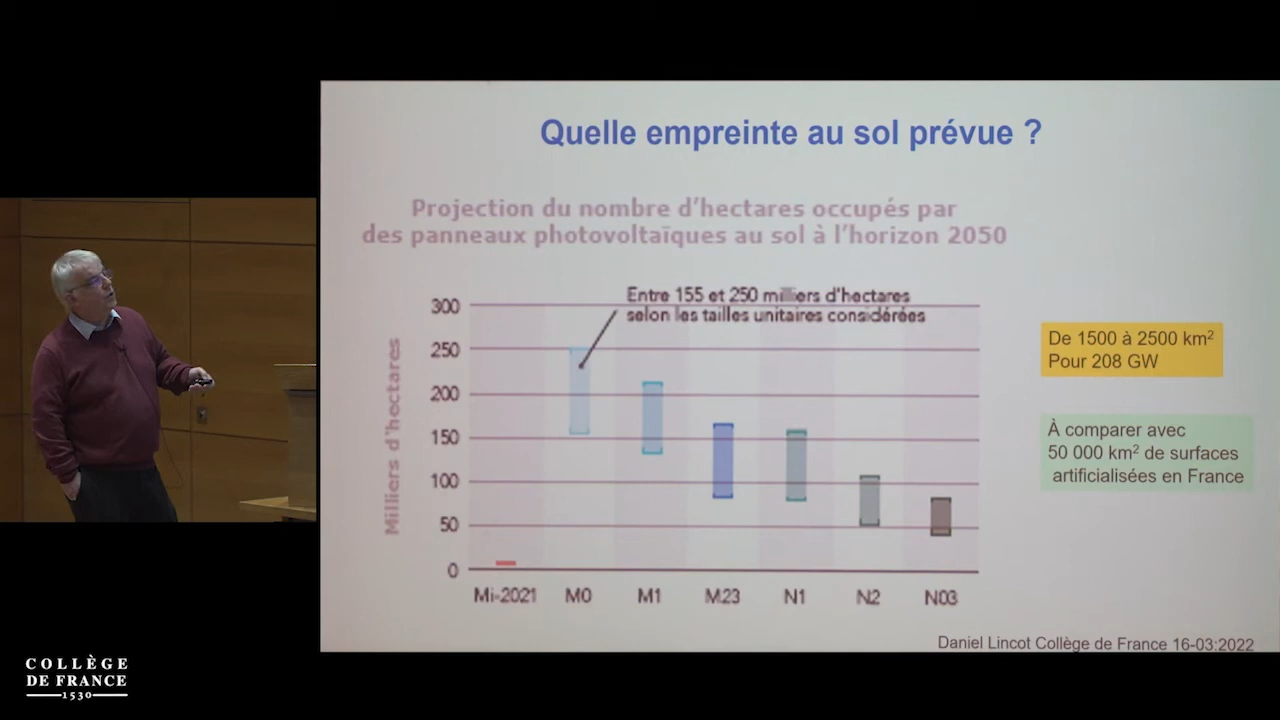 Quelle empreinte au sol prévue ?
Projection du nombre d'hectares occupés par
des panneaux photovoltaïques au sol à l'horizon 2050
Entre 155 et 250 milliers d'hectares
selon les tailles unitaires considérées
Milliers d'hectares
300
250
200
150
100
50
0
Mi-2021 M0 M1 M23 N1 N2 N03
De 1500 à 2500 km²
Pour 208 GW
À comparer avec
50 000 km² de surfaces
artificialisées en France
Daniel Lincot Collège de France 16-03:2022
COLLÈGE
DE FRANCE
1530